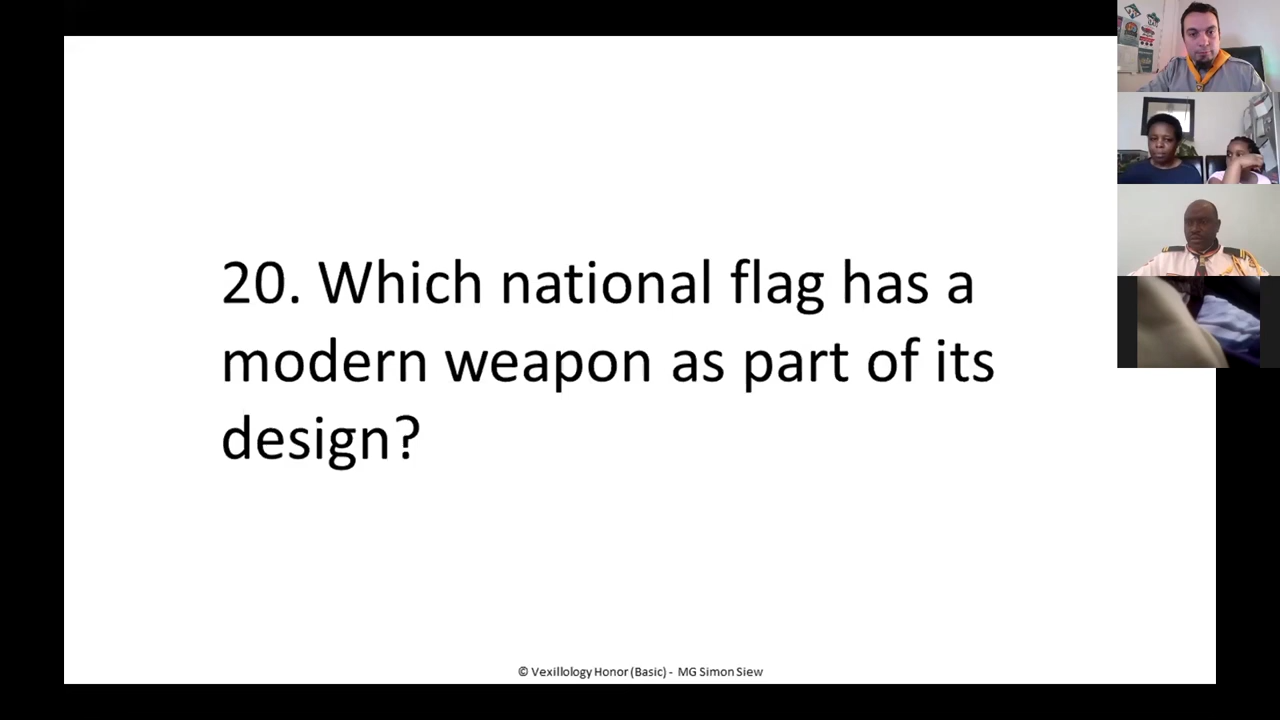 20. Which national flag has a
modern weapon as part of its
design?
© Vexillology Honor (Basic) - MG Simon Siew